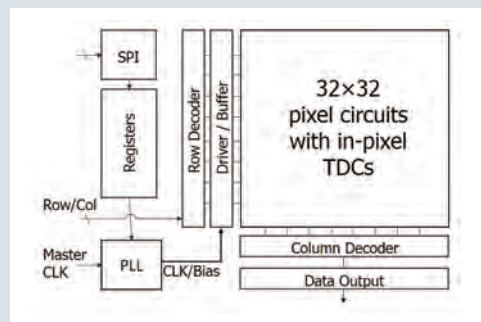 SPI
Registers
Row/Col
Master
CLK
PLL
CLK/Bias
Row Decoder
Driver / Buffer
32×32
pixel circuits
with in-pixel
TDCs
Column Decoder
Data Output